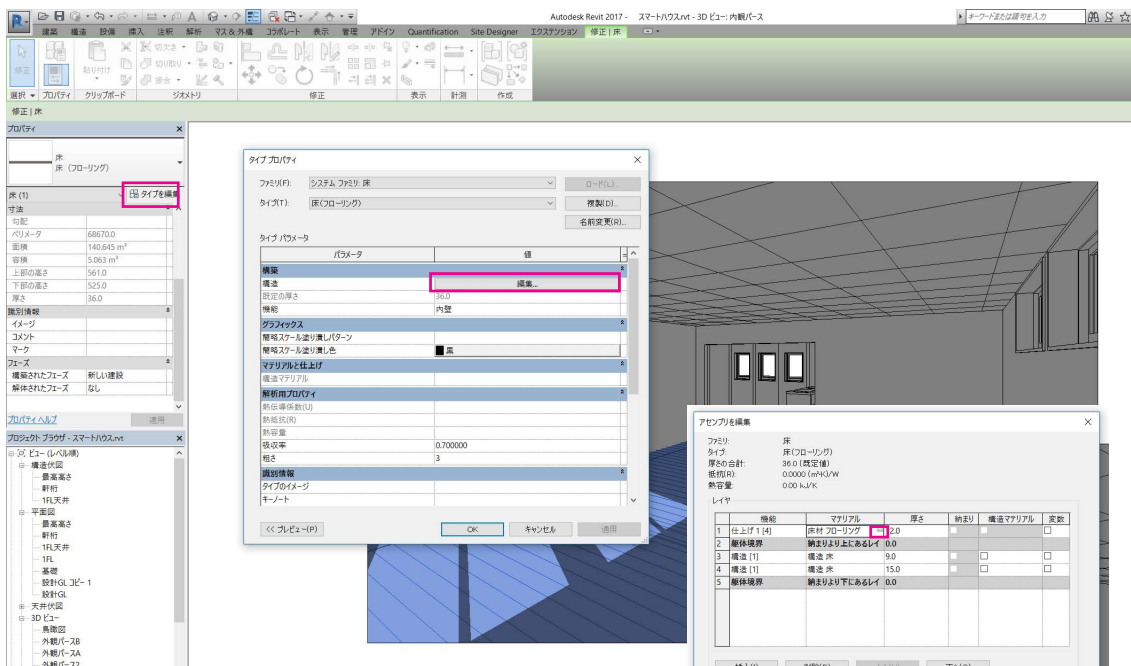 Autodesk Revit 2017 - スマートハウス.rvt - 3D ビュー: 内観パース
キーワードまたは語句を入力
建築 構造 設備 挿入 注釈 解析 マス & 外構 コラボレート 表示 管理 アドイン Quantification Site Designer エクステンション 修正 | 床
修正
貼り付け
切欠き
切り取り
接合
選択 プロパティ クリップボード ジオメトリ 修正 表示 計測 作成
修正 | 床
プロパティ
床
床 (フローリング)
床 (1) タイプを編集
寸法
勾配
ペリメータ 68670.0
面積 140.645 m²
容積 5.063 m³
上部の高さ 561.0
下部の高さ 525.0
厚さ 36.0
識別情報
イメージ
コメント
マーク
フェーズ
構築されたフェーズ 新しい建設
解体されたフェーズ なし
プロパティ ヘルプ 適用
プロジェクト ブラウザ - スマートハウス.rvt
ビュー (レベル順)
構造伏図
最高高さ
軒桁
1FL天井
平面図
最高高さ
軒桁
1FL天井
1FL
基礎
設計GL コピー 1
設計GL
天井伏図
3D ビュー
鳥瞰図
外観パースB
外観パースA
外観パース2
タイプ プロパティ
ファミリ(F): システム ファミリ: 床 ロード(L)...
タイプ(T): 床(フローリング) 複製(D)...
名前変更(R)...
タイプ パラメータ
パラメータ 値 =
構築
構造 編集...
既定の厚さ 36.0
機能 内壁
グラフィックス
簡略スケール塗り潰しパターン
簡略スケール塗り潰し色 黒
マテリアルと仕上げ
構造マテリアル
解析用プロパティ
熱伝導係数(U)
熱抵抗(R)
熱容量
吸収率 0.700000
粗さ 3
識別情報
タイプのイメージ
キーノート
<< プレビュー(P) OK キャンセル 適用
アセンブリを編集
ファミリ: 床
タイプ: 床(フローリング)
厚さの合計: 36.0 (既定値)
抵抗(R): 0.0000 (m²·K)/W
熱容量: 0.00 kJ/K
レイヤ
機能 マテリアル 厚さ 納まり 構造マテリアル 変数
1 仕上げ 1 [4] 床材 フローリング 12.0
2 躯体境界 納まりより上にあるレイ 0.0
3 構造 [1] 構造 床 9.0
4 構造 [1] 構造 床 15.0
5 躯体境界 納まりより下にあるレイ 0.0